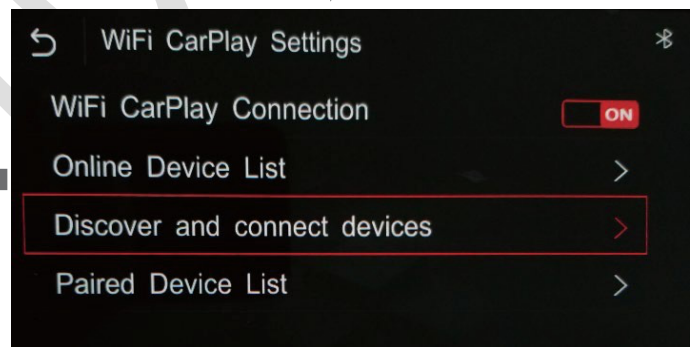 WiFi CarPlay Settings
WiFi CarPlay Connection ON
Online Device List
Discover and connect devices
Paired Device List